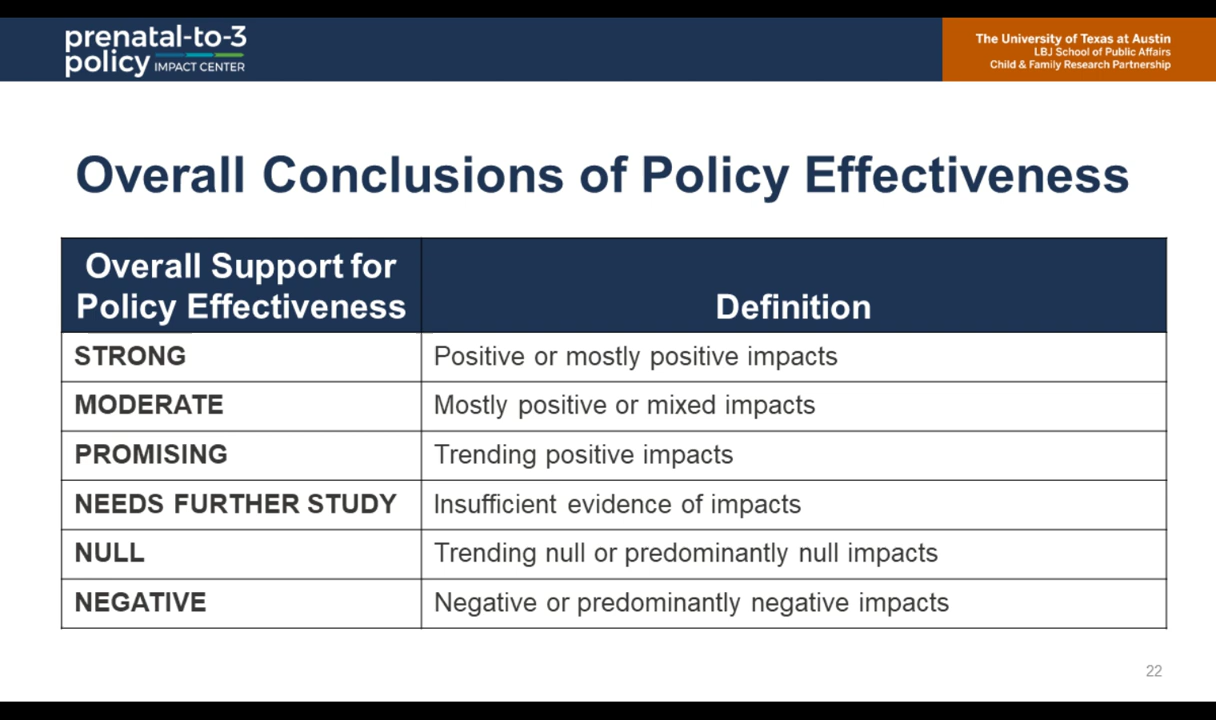 prenatal-to-3
policy IMPACT CENTER
The University of Texas at Austin
LBJ School of Public Affairs
Child & Family Research Partnership
Overall Conclusions of Policy Effectiveness
Overall Support for
Policy Effectiveness
Definition
STRONG
Positive or mostly positive impacts
MODERATE
Mostly positive or mixed impacts
PROMISING
Trending positive impacts
NEEDS FURTHER STUDY
Insufficient evidence of impacts
NULL
Trending null or predominantly null impacts
NEGATIVE
Negative or predominantly negative impacts
22